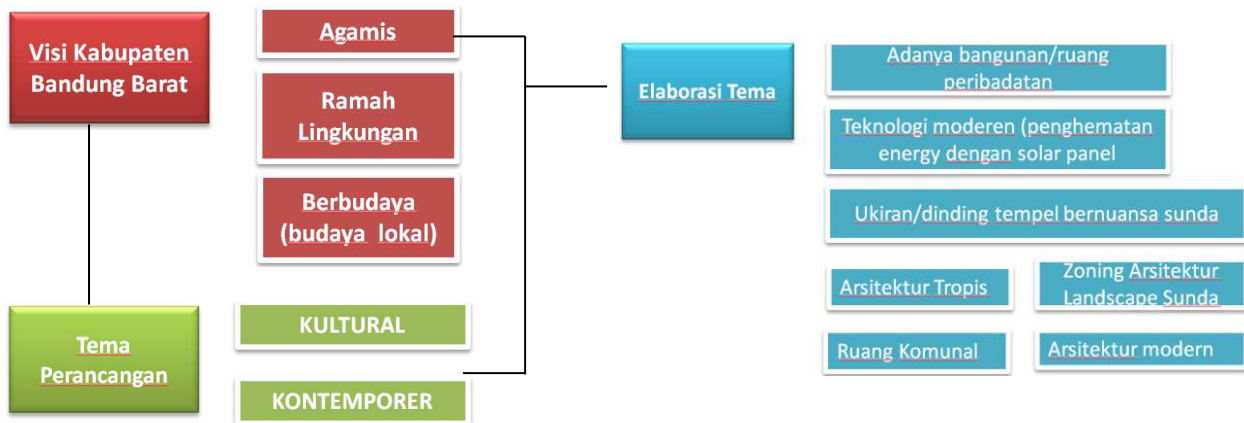 Visi Kabupaten
Bandung Barat
Agamis
Ramah
Lingkungan
Berbudaya
(budaya lokal)
Tema
Perancangan
KULTURAL
KONTEMPORER
Elaborasi Tema
Adanya bangunan/ruang
peribadatan
Teknologi moderen (penghematan
energy dengan solar panel
Ukiran/dinding tempel bernuansa sunda
Arsitektur Tropis
Zoning Arsitektur
Landscape Sunda
Ruang Komunal
Arsitektur modern